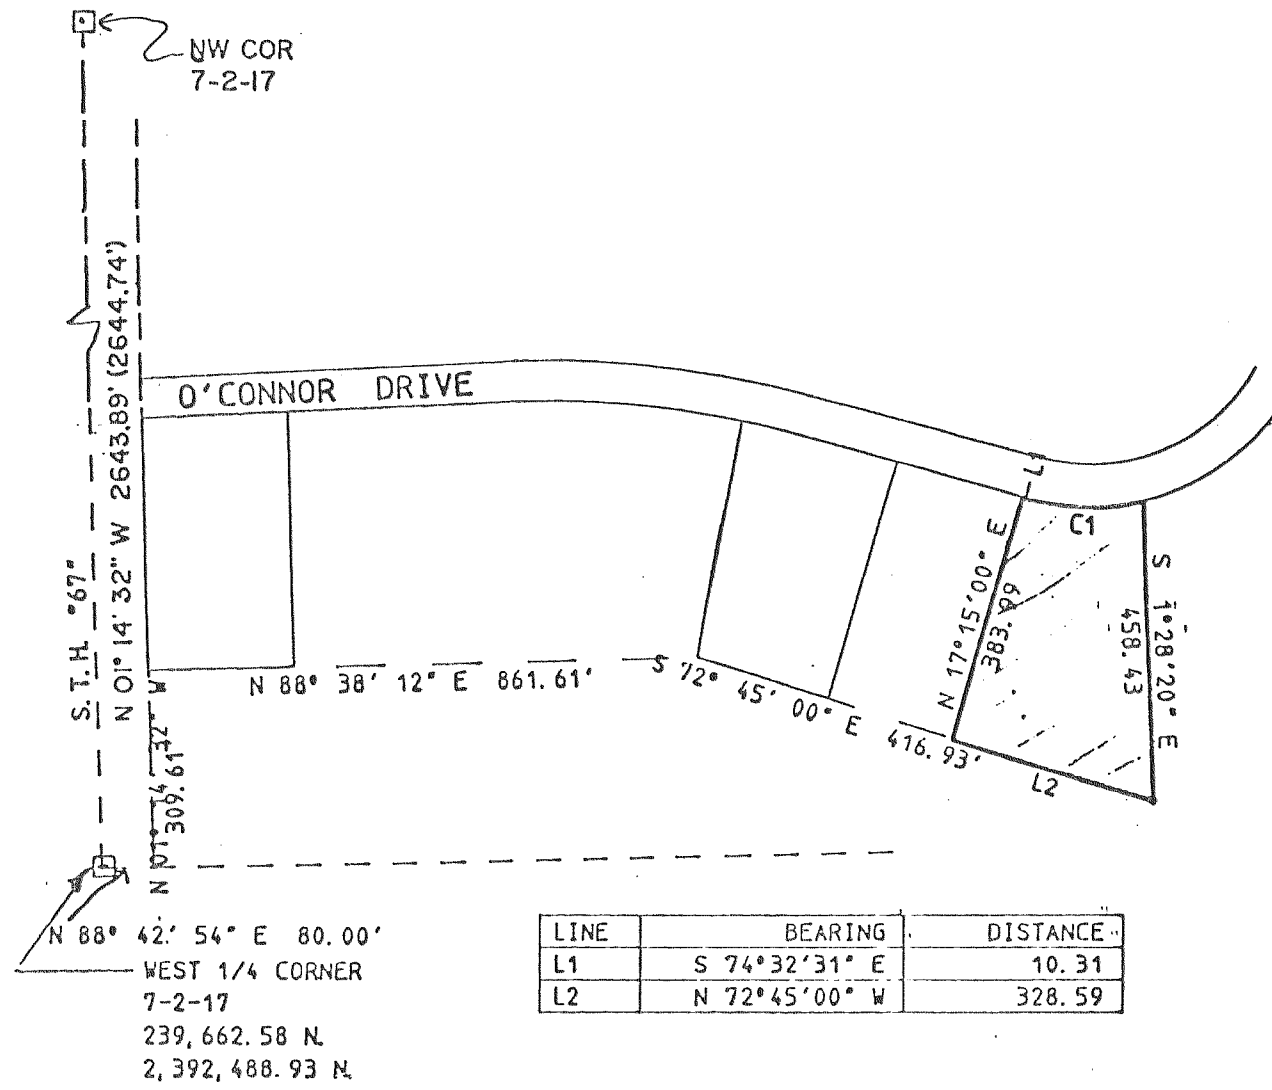 NW COR
7-2-17
S. T. H. "67"
N 01° 14' 32" W 2643.89' (2644.74')
O'CONNOR DRIVE
L1
C1
N 17° 15' 00" E
383.99
S 1° 28' 20" E
458.43
N 88° 38' 12" E 861.61'
S 72° 45' 00" E
416.93'
L2
N 01° 14' 32" W
309.61'
N 88° 42' 54" E 80.00'
WEST 1/4 CORNER
7-2-17
239,662.58 N.
2,392,488.93 N.
LINE BEARING DISTANCE
L1 S 74°32'31" E 10.31
L2 N 72°45'00" W 328.59